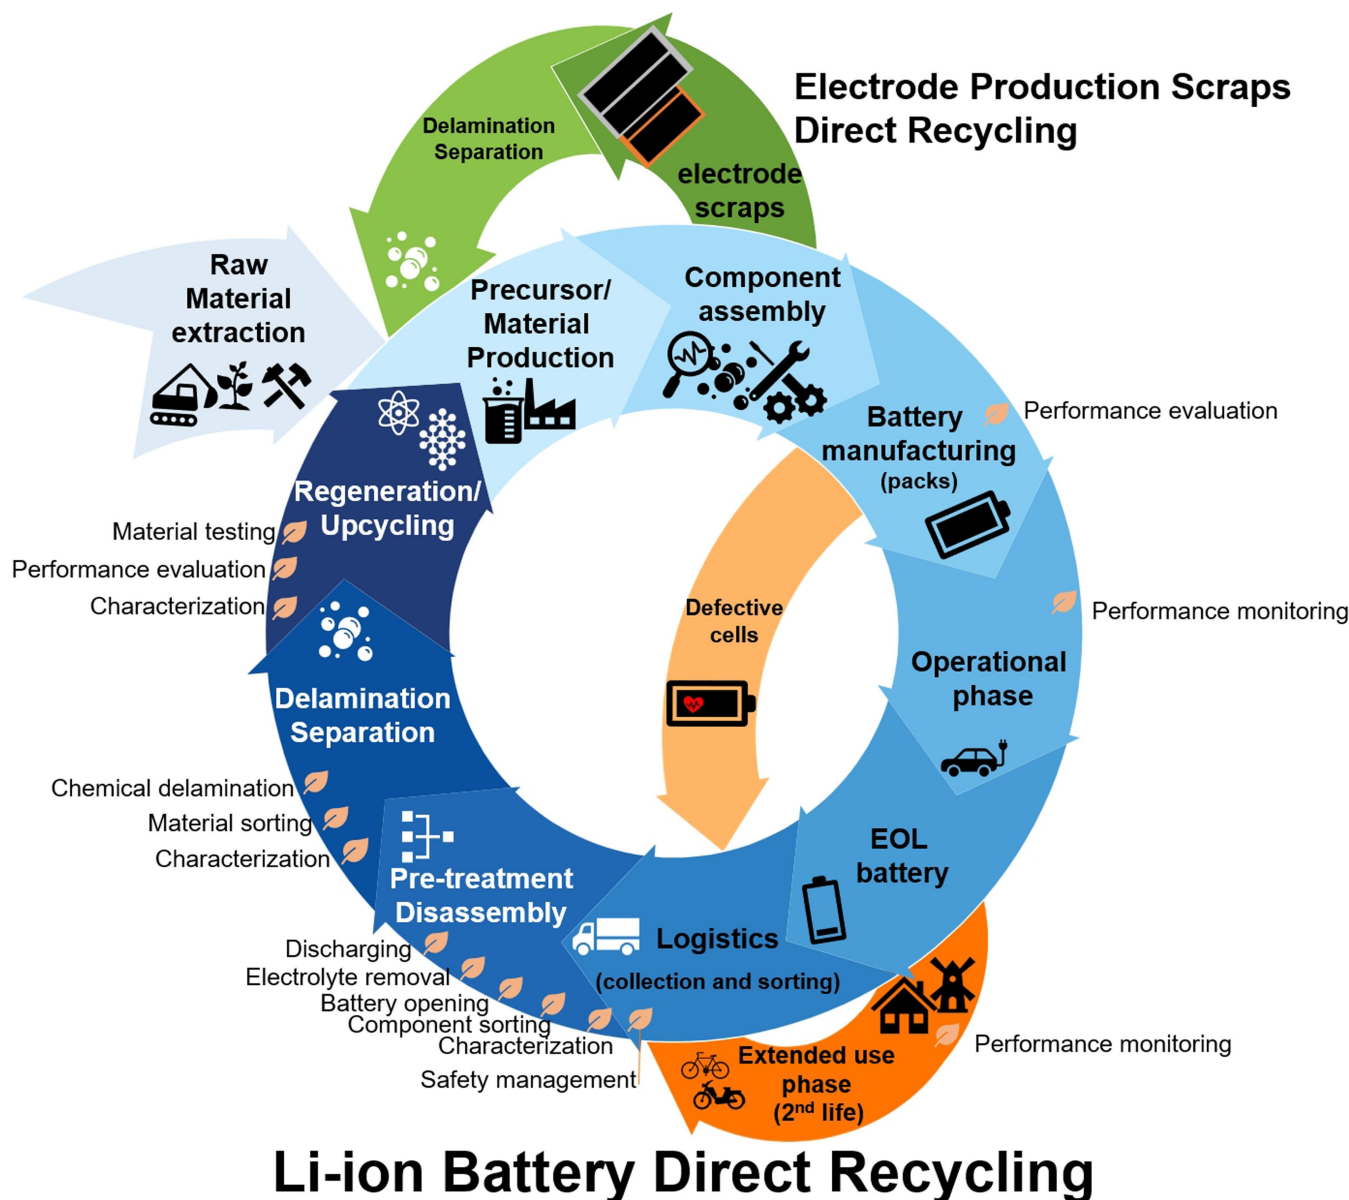 Electrode Production Scraps
Direct Recycling
Delamination
Separation
electrode
scraps
Raw
Material
extraction
Precursor/
Material
Production
Component
assembly
Battery
manufacturing
(packs)
Performance evaluation
Performance monitoring
Operational
phase
Defective
cells
EOL
battery
Logistics
(collection and sorting)
Extended use
phase
(2nd life)
Performance monitoring
Pre-treatment
Disassembly
Discharging
Electrolyte removal
Battery opening
Component sorting
Characterization
Safety management
Delamination
Separation
Chemical delamination
Material sorting
Characterization
Regeneration/
Upcycling
Material testing
Performance evaluation
Characterization
Li-ion Battery Direct Recycling